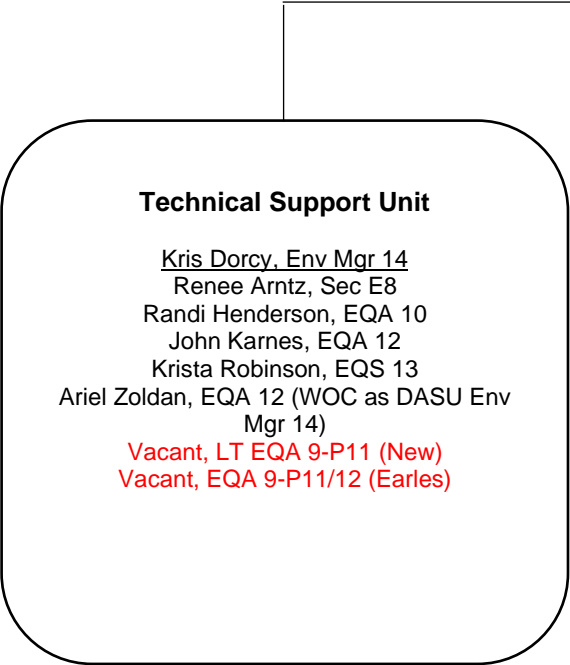 Technical Support Unit
Kris Dorcy, Env Mgr 14
Renee Arntz, Sec E8
Randi Henderson, EQA 10
John Karnes, EQA 12
Krista Robinson, EQS 13
Ariel Zoldan, EQA 12 (WOC as DASU Env
Mgr 14)
Vacant, LT EQA 9-P11 (New)
Vacant, EQA 9-P11/12 (Earles)